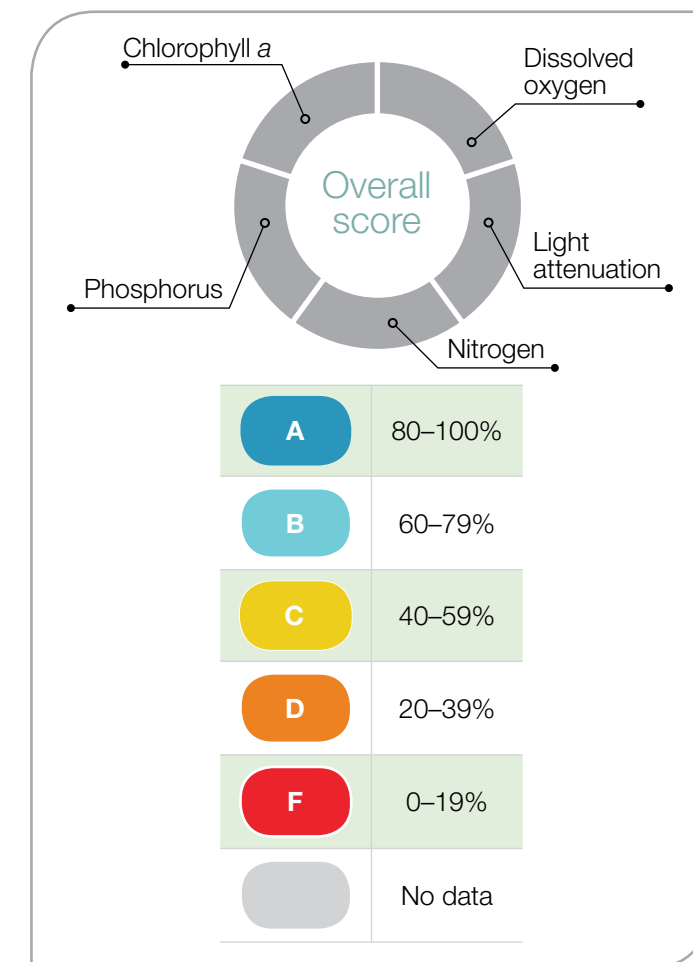 Chlorophyll a
Dissolved
oxygen
Overall
score
Light
attenuation
Phosphorus
Nitrogen
A 80–100%
B 60–79%
C 40–59%
D 20–39%
F 0–19%
No data